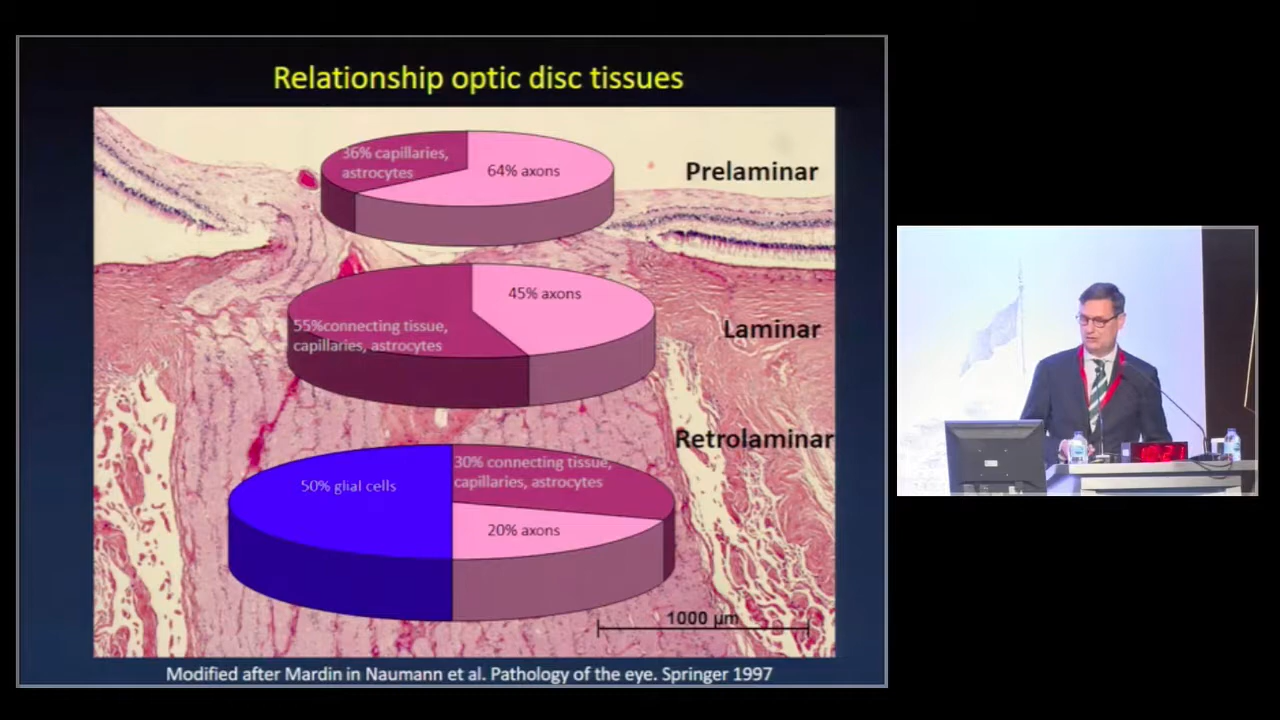 Relationship optic disc tissues
36% capillaries,
astrocytes
64% axons
Prelaminar
45% axons
55%connecting tissue,
capillaries, astrocytes
Laminar
Retrolaminar
30% connecting tissue,
capillaries, astrocytes
50% glial cells
20% axons
1000 µm
Modified after Mardin in Naumann et al. Pathology of the eye. Springer 1997